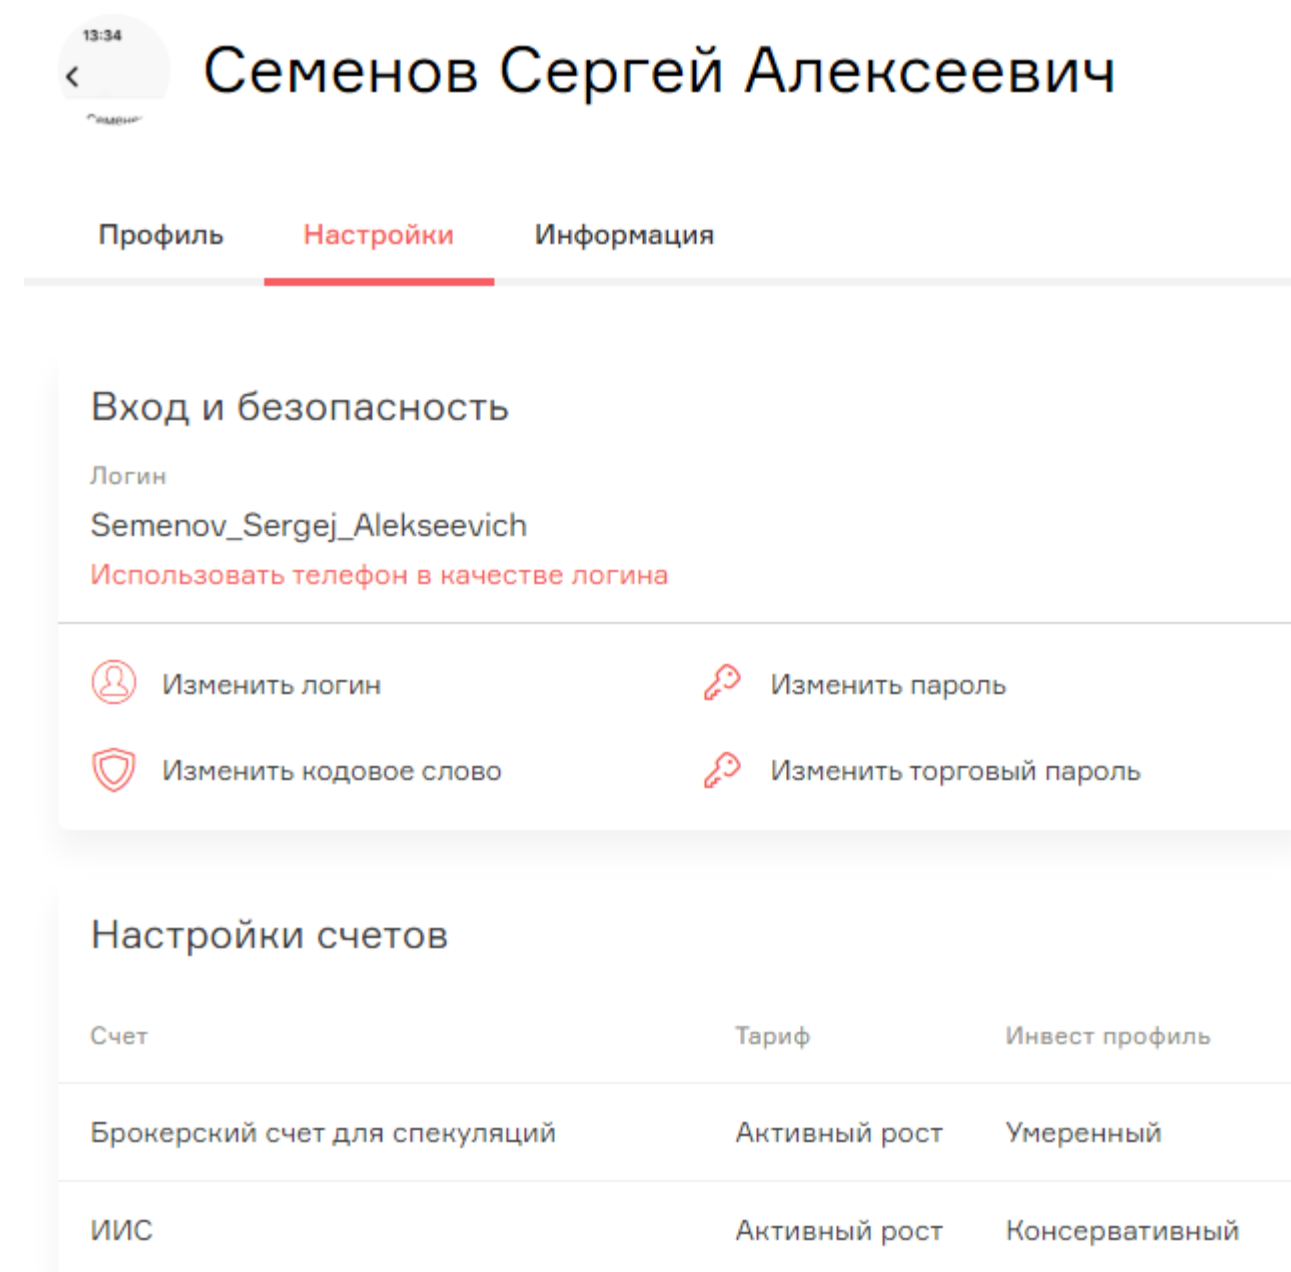 13:34
Семенов Сергей Алексеевич
Профиль Настройки Информация
Вход и безопасность
Логин
Semenov_Sergej_Alekseevich
Использовать телефон в качестве логина
Изменить логин Изменить пароль
Изменить кодовое слово Изменить торговый пароль
Настройки счетов
Счет Тариф Инвест профиль
Брокерский счет для спекуляций Активный рост Умеренный
ИИС Активный рост Консервативный